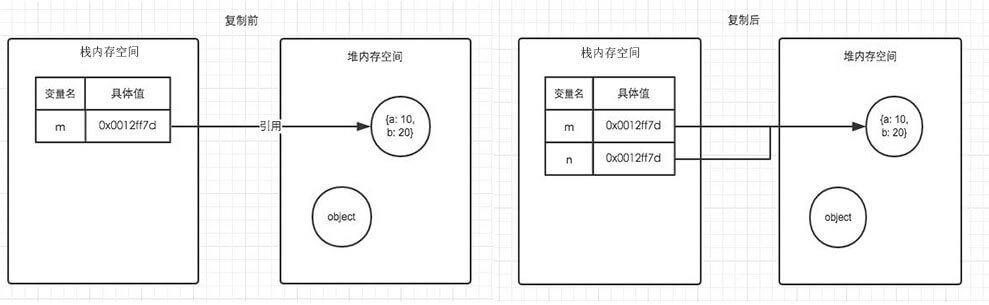 复制前
栈内存空间
变量名 具体值
m 0x0012ff7d
引用
堆内存空间
{a: 10,
b: 20}
object
复制后
栈内存空间
变量名 具体值
m 0x0012ff7d
n 0x0012ff7d
堆内存空间
{a: 10,
b: 20}
object